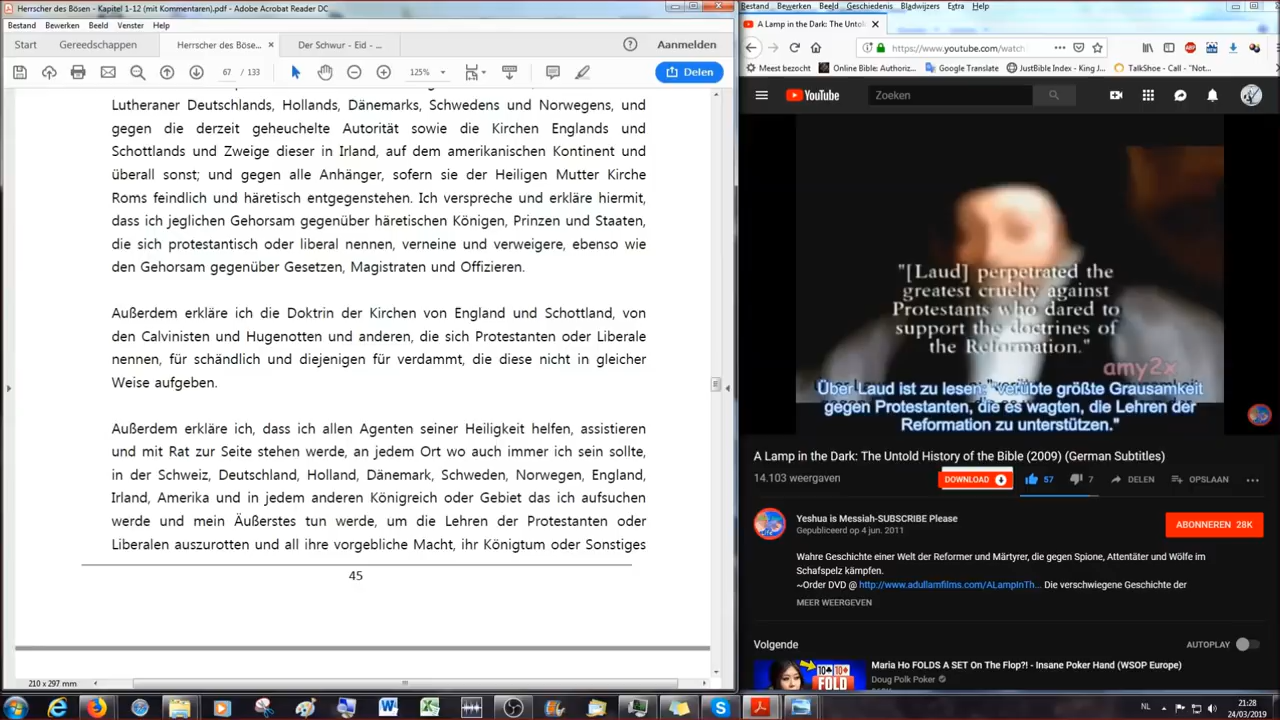 Herrscher des Bösen - Kapitel 1-12 (mit Kommentaren).pdf - Adobe Acrobat Reader DC
Bestand Bewerken Beeld Venster Help
Start Gereedschappen Herrscher des Böse... × Der Schwur - Eid - ... Aanmelden
67 / 133 125% Delen
Lutheraner Deutschlands, Hollands, Dänemarks, Schwedens und Norwegens, und
gegen die derzeit geheuchelte Autorität sowie die Kirchen Englands und
Schottlands und Zweige dieser in Irland, auf dem amerikanischen Kontinent und
überall sonst; und gegen alle Anhänger, sofern sie der Heiligen Mutter Kirche
Roms feindlich und häretisch entgegenstehen. Ich verspreche und erkläre hiermit,
dass ich jeglichen Gehorsam gegenüber häretischen Königen, Prinzen und Staaten,
die sich protestantisch oder liberal nennen, verneine und verweigere, ebenso wie
den Gehorsam gegenüber Gesetzen, Magistraten und Offizieren.
Außerdem erkläre ich die Doktrin der Kirchen von England und Schottland, von
den Calvinisten und Hugenotten und anderen, die sich Protestanten oder Liberale
nennen, für schändlich und diejenigen für verdammt, die diese nicht in gleicher
Weise aufgeben.
Außerdem erkläre ich, dass ich allen Agenten seiner Heiligkeit helfen, assistieren
und mit Rat zur Seite stehen werde, an jedem Ort wo auch immer ich sein sollte,
in der Schweiz, Deutschland, Holland, Dänemark, Schweden, Norwegen, England,
Irland, Amerika und in jedem anderen Königreich oder Gebiet das ich aufsuchen
werde und mein Äußerstes tun werde, um die Lehren der Protestanten oder
Liberalen auszurotten und all ihre vorgebliche Macht, ihr Königtum oder Sonstiges
45
210 x 297 mm
Bestand Bewerken Beeld Geschiedenis Bladwijzers Extra Help
A Lamp in the Dark: The Untol
https://www.youtube.com/watch
Meest bezocht Online Bible: Authoriz... Google Translate JustBible Index - King J... TalkShoe - Call - "Not...
YouTube Zoeken
"[Laud] perpetrated the
greatest cruelty against
Protestants who dared to
support the doctrines of
the Reformation."
amy2x
Über Laud ist zu lesen: "verübte größte Grausamkeit
gegen Protestanten, die es wagten, die Lehren der
Reformation zu unterstützen."
A Lamp in the Dark: The Untold History of the Bible (2009) (German Subtitles)
14.103 weergaven DOWNLOAD 57 7 DELEN OPSLAAN
Yeshua is Messiah-SUBSCRIBE Please
Gepubliceerd op 4 jun. 2011
ABONNEREN 28K
Wahre Geschichte einer Welt der Reformer und Märtyrer, die gegen Spione, Attentäter und Wölfe im
Schafspelz kämpfen.
~Order DVD @ http://www.adullamfilms.com/ALampInTh... Die verschwiegene Geschichte der
MEER WEERGEVEN
Volgende AUTOPLAY
Maria Ho FOLDS A SET On The Flop?! - Insane Poker Hand (WSOP Europe)
Doug Polk Poker
FOLD
NL 21:28
24/03/2019